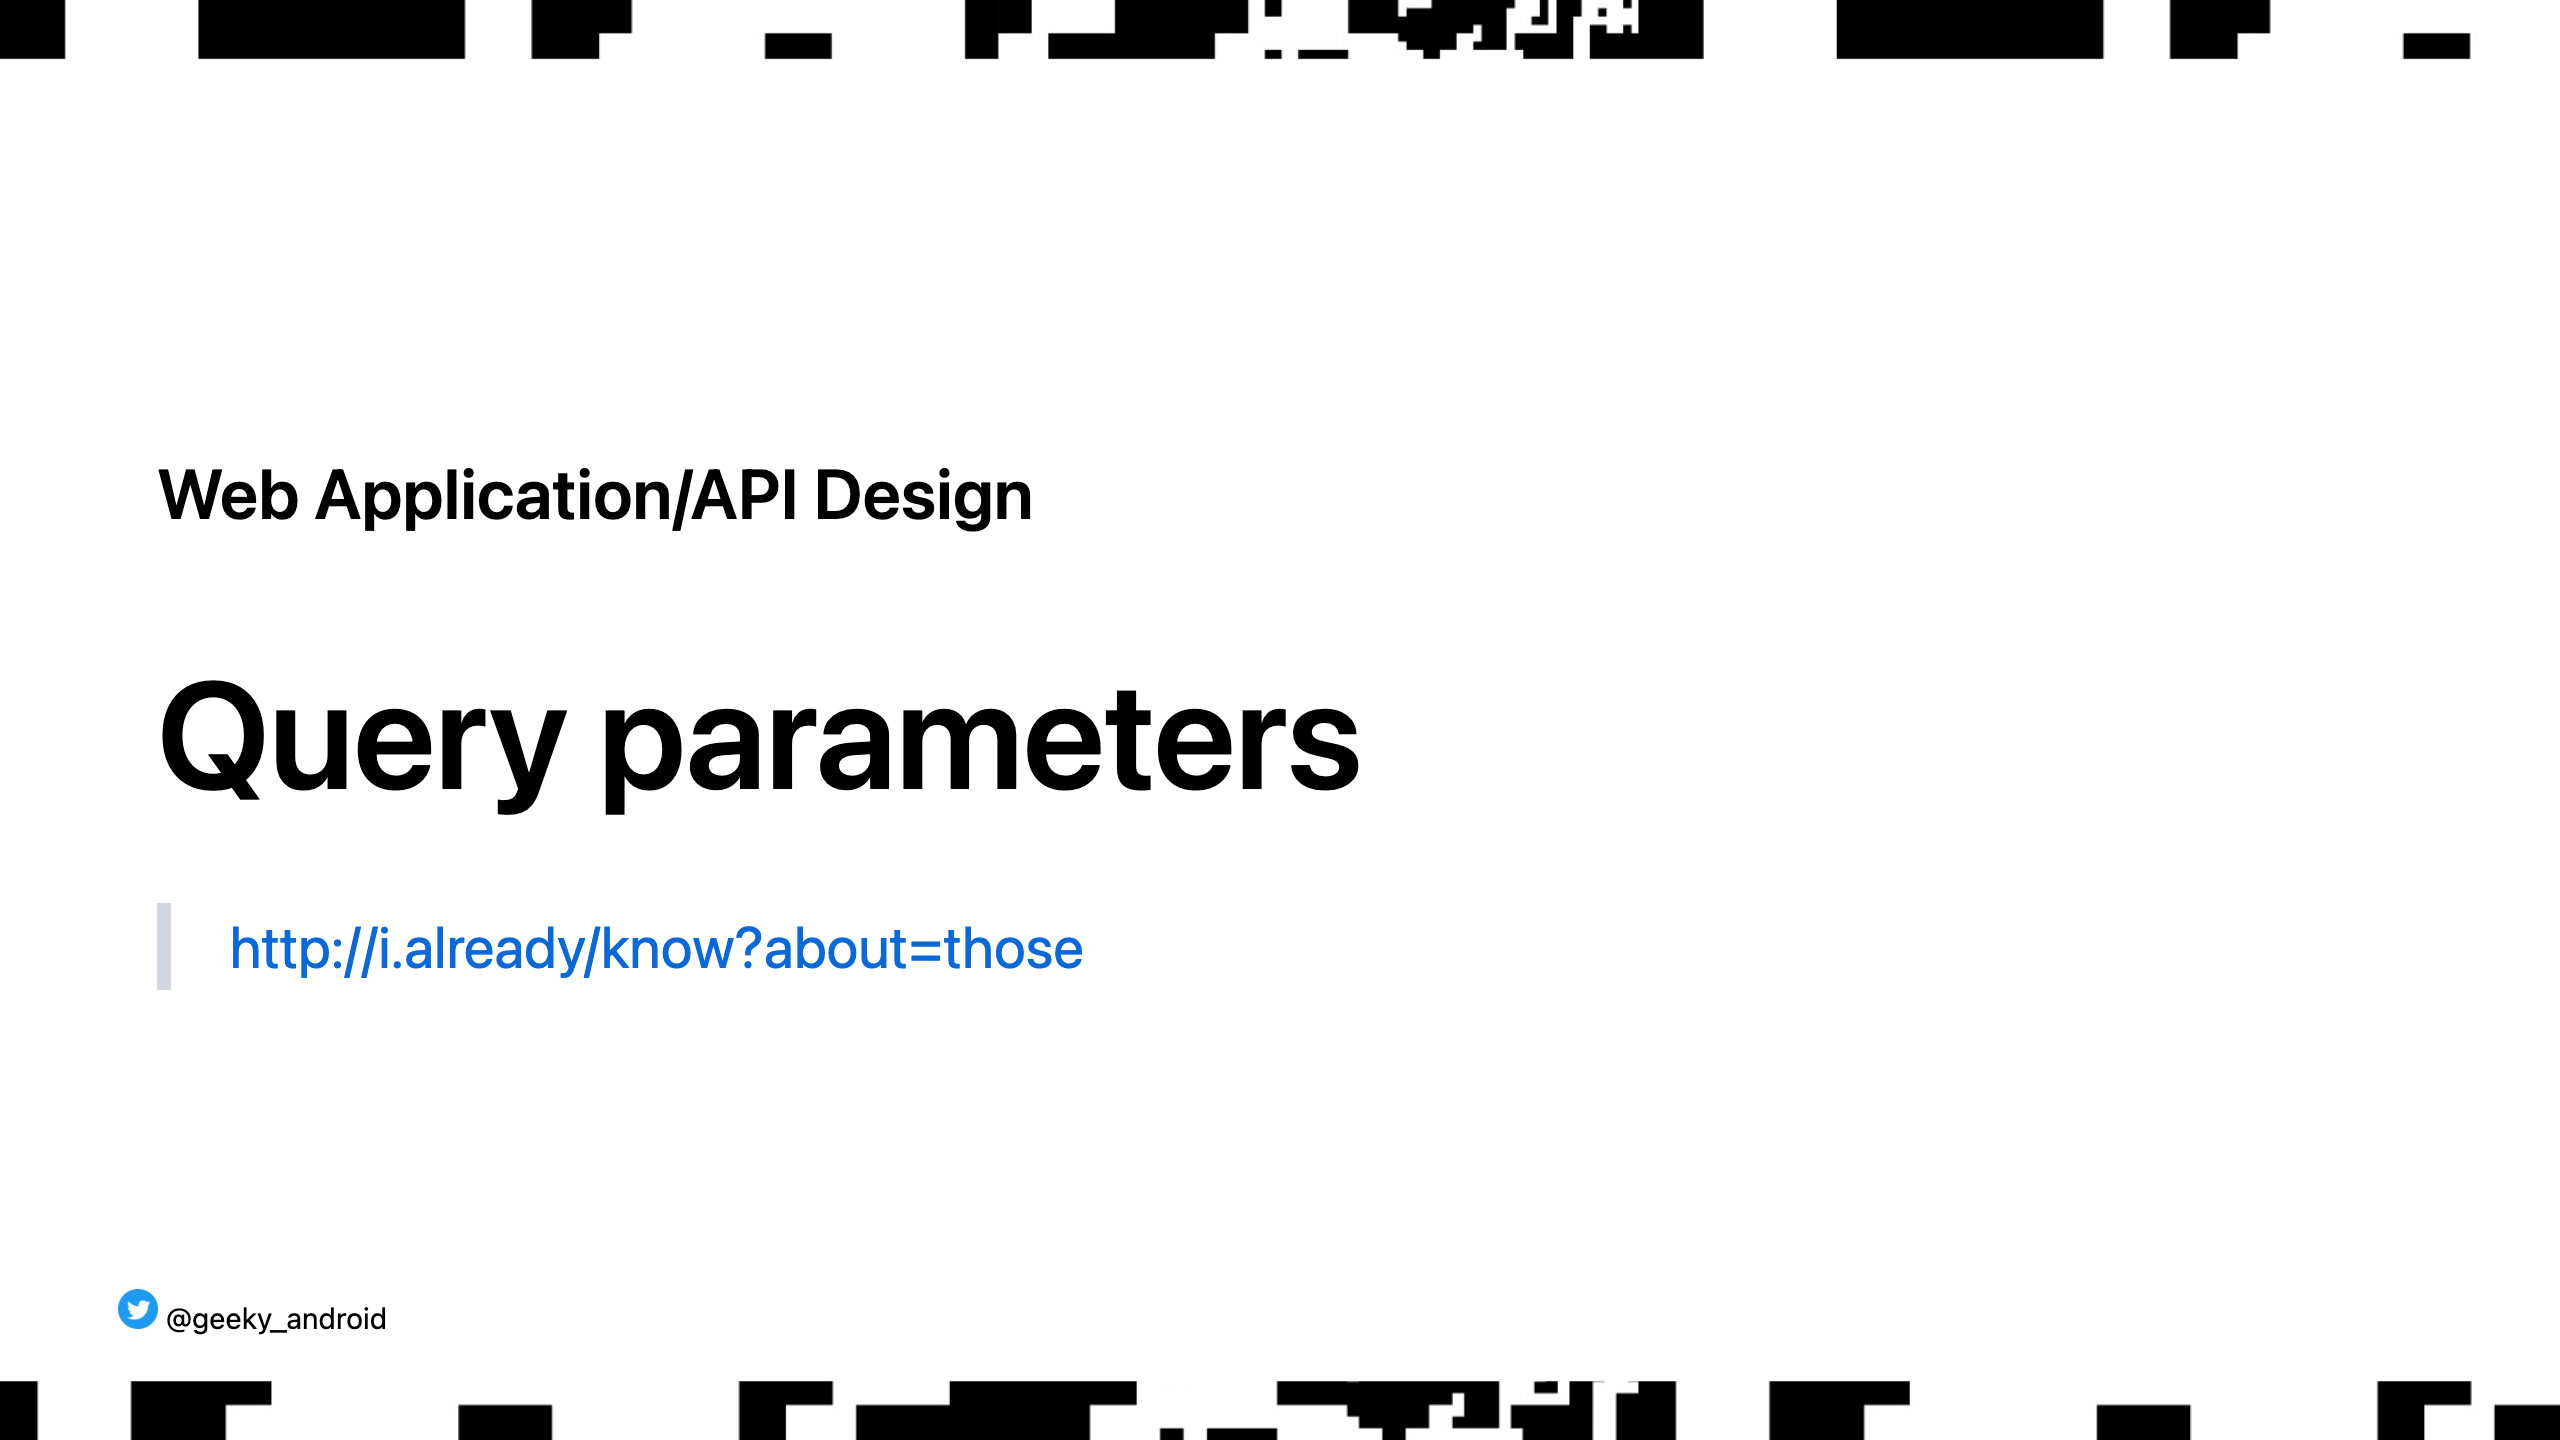 Web Application/API Design
Query parameters
http://i.already/know?about=those
@geeky_android